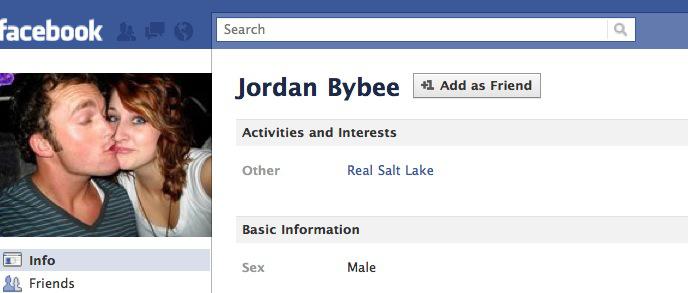 facebook
Search
Jordan Bybee
+1 Add as Friend
Activities and Interests
Other Real Salt Lake
Basic Information
Sex Male
Info
Friends